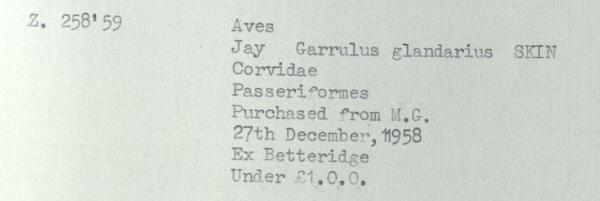 Z. 258'59
Aves
Jay Garrulus glandarius SKIN
Corvidae
Passeriformes
Purchased from M.G.
27th December, 1958
Ex Betteridge
Under £1.0.0.